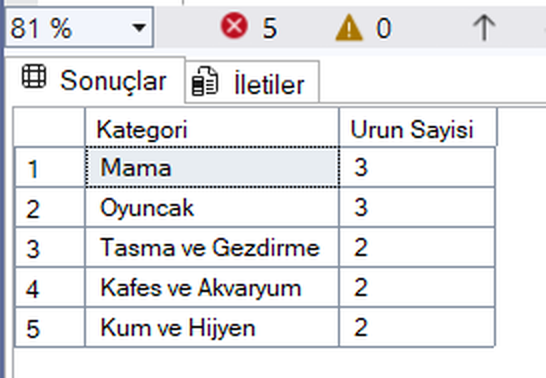 81 % 5 0
Sonuçlar İletiler
Kategori Urun Sayisi
1 Mama 3
2 Oyuncak 3
3 Tasma ve Gezdirme 2
4 Kafes ve Akvaryum 2
5 Kum ve Hijyen 2